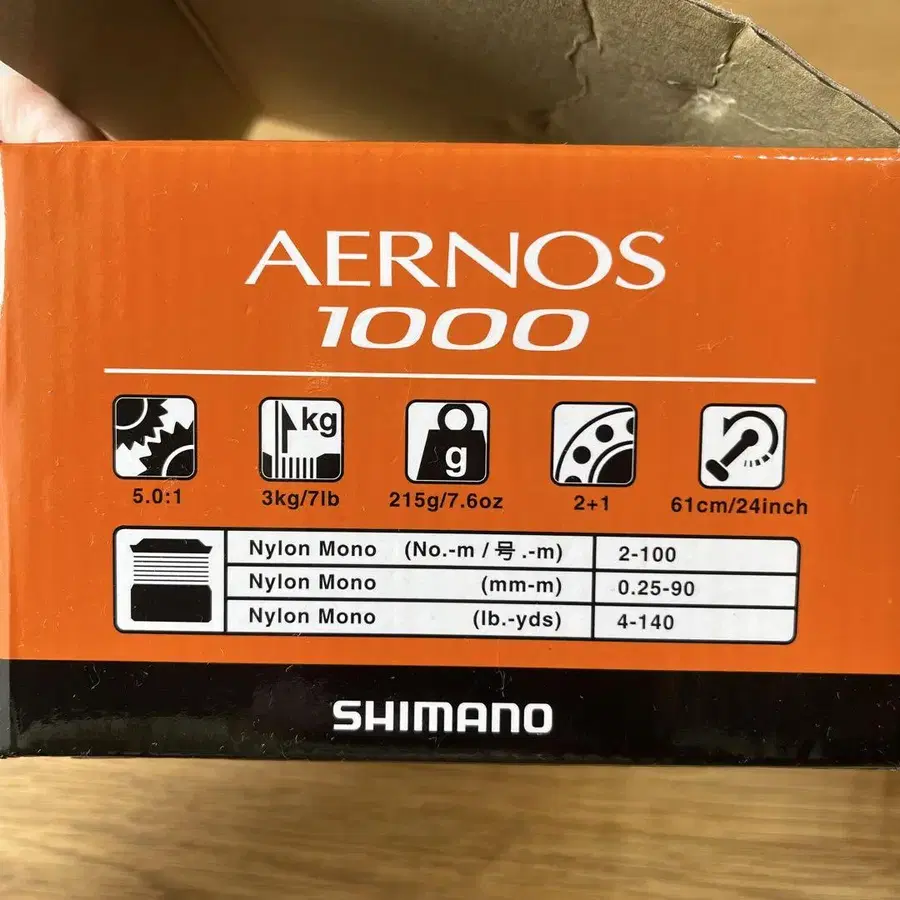 AERNOS
1000
kg
g
5.0:1 3kg/7lb 215g/7.6oz 2+1 61cm/24inch
Nylon Mono (No.-m / 号 .-m) 2-100
Nylon Mono (mm-m) 0.25-90
Nylon Mono (lb.-yds) 4-140
SHIMANO